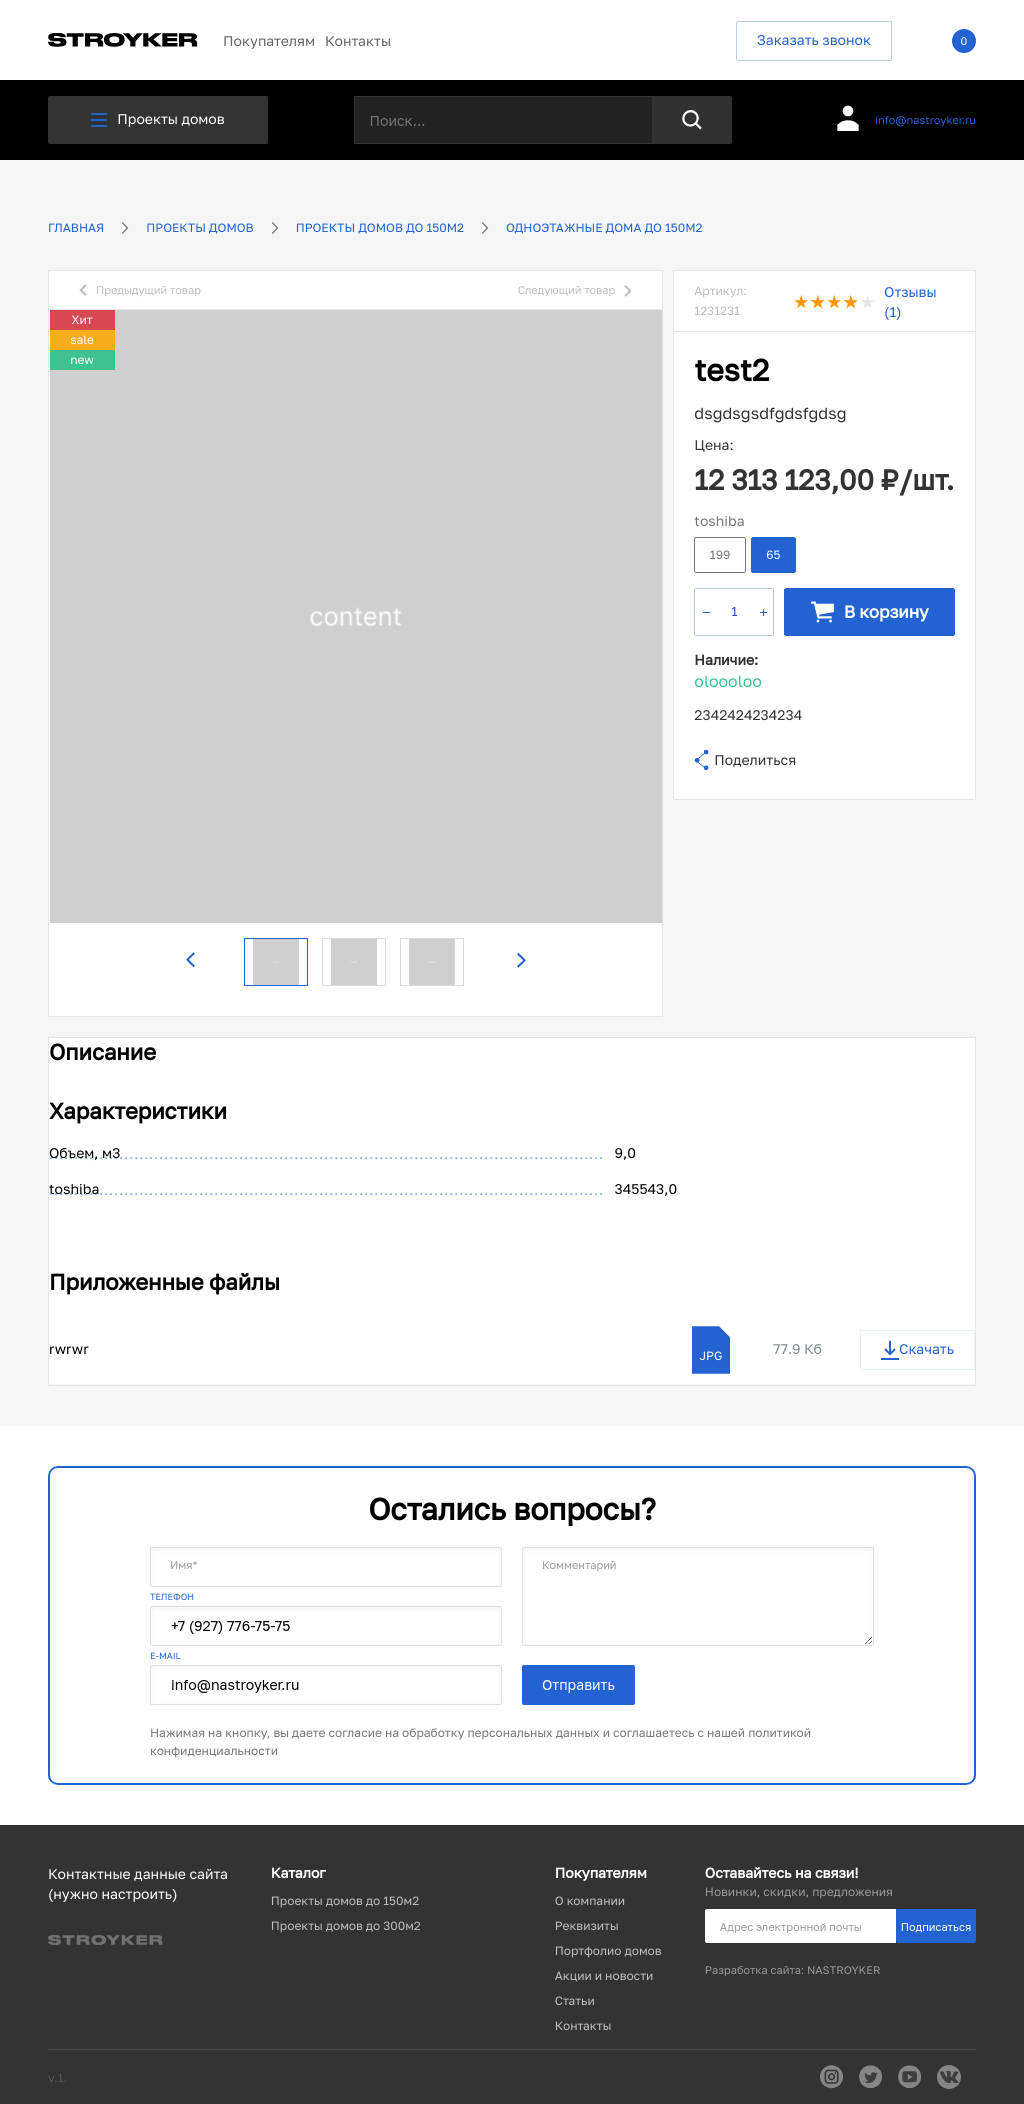 STROYKER
Покупателям Контакты
Заказать звонок
0
Проекты домов
Поиск...
info@nastroyker.ru
ГЛАВНАЯ
ПРОЕКТЫ ДОМОВ
ПРОЕКТЫ ДОМОВ ДО 150М2
ОДНОЭТАЖНЫЕ ДОМА ДО 150М2
Предыдущий товар
Следующий товар
Хит
sale
new
content
Артикул:
1231231
Отзывы
(1)
test2
dsgdsgsdfgdsfgdsg
Цена:
12 313 123,00 ₽/шт.
toshiba
199
65
− 1 +
В корзину
Наличие:
oloooloo
2342424234234
Поделиться
Описание
Характеристики
Объем, м3 9,0
toshiba 345543,0
Приложенные файлы
rwrwr
JPG
77.9 Кб
Скачать
Остались вопросы?
Имя*
Комментарий
ТЕЛЕФОН
+7 (927) 776-75-75
E-MAIL
info@nastroyker.ru
Отправить
Нажимая на кнопку, вы даете согласие на обработку персональных данных и соглашаетесь с нашей политикой
конфиденциальности
Контактные данные сайта
(нужно настроить)
STROYKER
Каталог
Проекты домов до 150м2
Проекты домов до 300м2
Покупателям
О компании
Реквизиты
Портфолио домов
Акции и новости
Статьи
Контакты
Оставайтесь на связи!
Новинки, скидки, предложения
Адрес электронной почты
Подписаться
Разработка сайта: NASTROYKER
v.1.